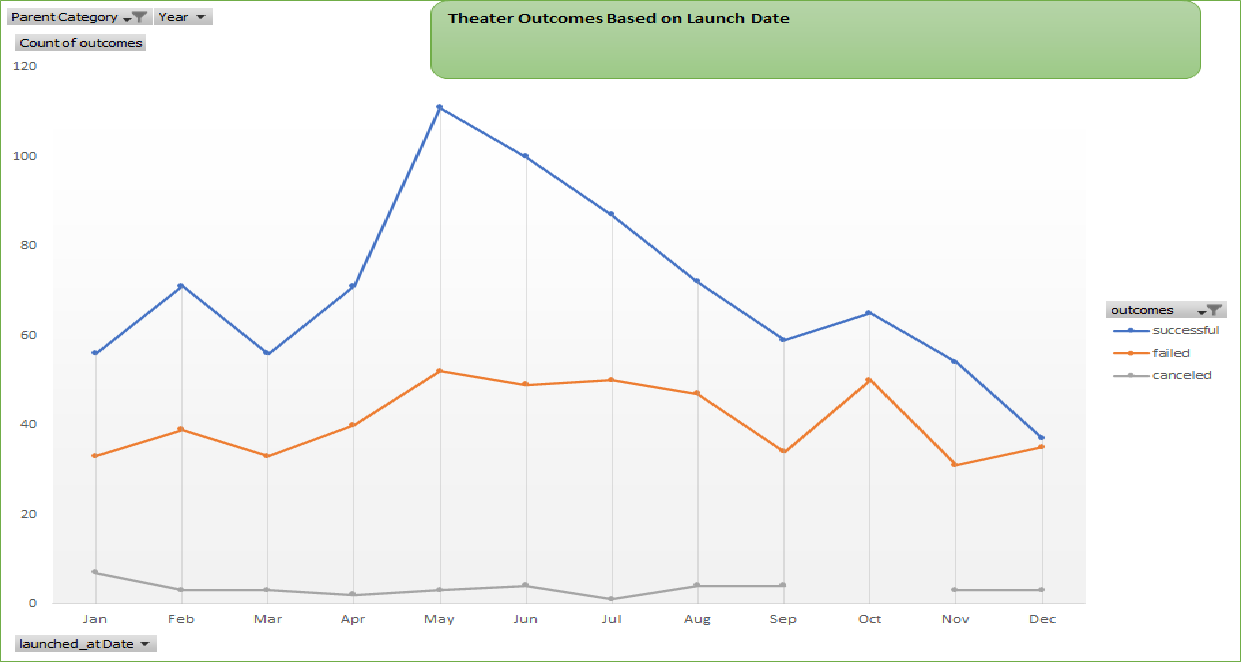 Parent Category Year
Theater Outcomes Based on Launch Date
Count of outcomes
120
100
80
60
40
20
0
Jan Feb Mar Apr May Jun Jul Aug Sep Oct Nov Dec
outcomes
successful
failed
canceled
launched_at Date